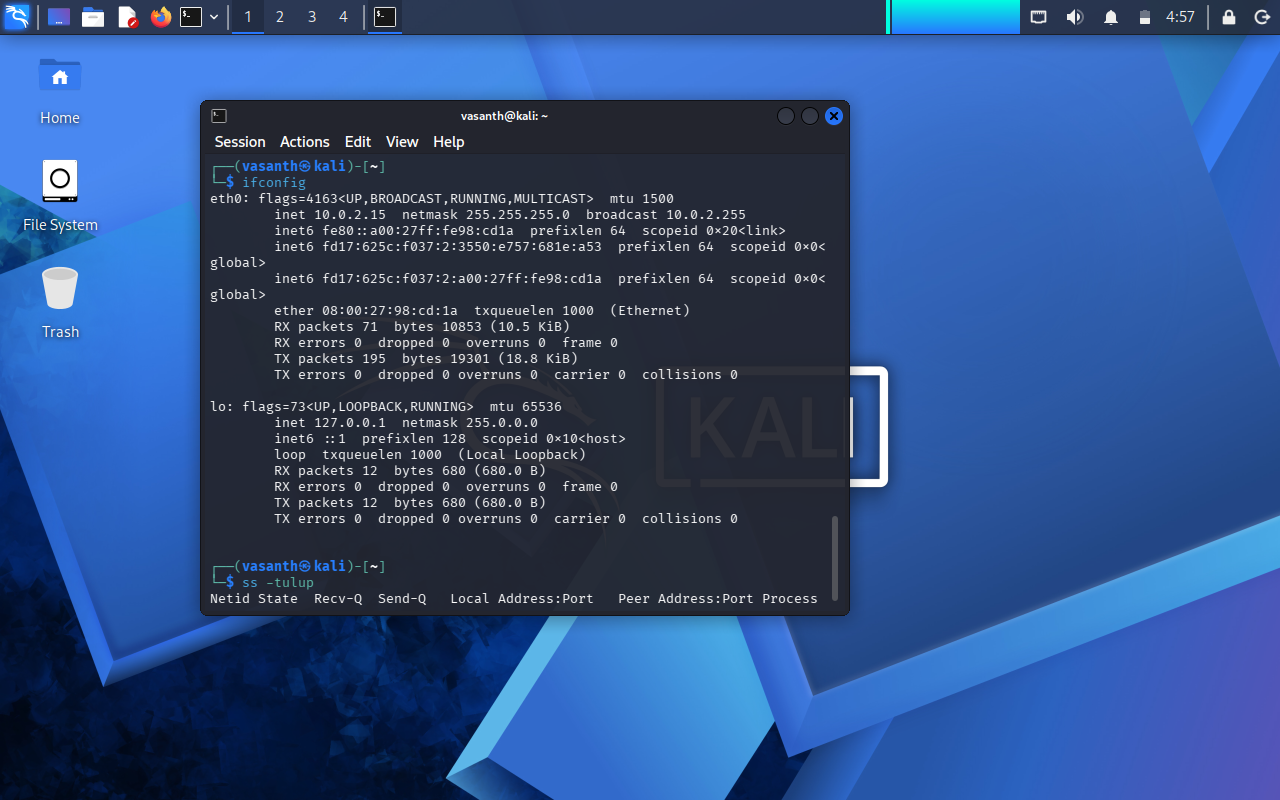 1 2 3 4
4:57
Home
File System
Trash
vasanth@kali: ~
Session Actions Edit View Help
┌──(vasanth㉿kali)-[~]
└─$ ifconfig
eth0: flags=4163<UP,BROADCAST,RUNNING,MULTICAST>  mtu 1500
        inet 10.0.2.15  netmask 255.255.255.0  broadcast 10.0.2.255
        inet6 fe80::a00:27ff:fe98:cd1a  prefixlen 64  scopeid 0x20<link>
        inet6 fd17:625c:f037:2:3550:e757:681e:a53  prefixlen 64  scopeid 0x0<
global>
        inet6 fd17:625c:f037:2:a00:27ff:fe98:cd1a  prefixlen 64  scopeid 0x0<
global>
        ether 08:00:27:98:cd:1a  txqueuelen 1000  (Ethernet)
        RX packets 71  bytes 10853 (10.5 KiB)
        RX errors 0  dropped 0  overruns 0  frame 0
        TX packets 195  bytes 19301 (18.8 KiB)
        TX errors 0  dropped 0 overruns 0  carrier 0  collisions 0
lo: flags=73<UP,LOOPBACK,RUNNING>  mtu 65536
        inet 127.0.0.1  netmask 255.0.0.0
        inet6 ::1  prefixlen 128  scopeid 0x10<host>
        loop  txqueuelen 1000  (Local Loopback)
        RX packets 12  bytes 680 (680.0 B)
        RX errors 0  dropped 0  overruns 0  frame 0
        TX packets 12  bytes 680 (680.0 B)
        TX errors 0  dropped 0 overruns 0  carrier 0  collisions 0
┌──(vasanth㉿kali)-[~]
└─$ ss -tulup
Netid State  Recv-Q  Send-Q   Local Address:Port   Peer Address:Port Process
KALI